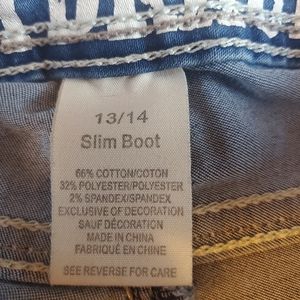 13/14
Slim Boot
66% COTTON/COTON
32% POLYESTER/POLYESTER
2% SPANDEX/SPANDEX
EXCLUSIVE OF DECORATION
SAUF DÉCORATION
MADE IN CHINA
FABRIQUÉ EN CHINE
SEE REVERSE FOR CARE